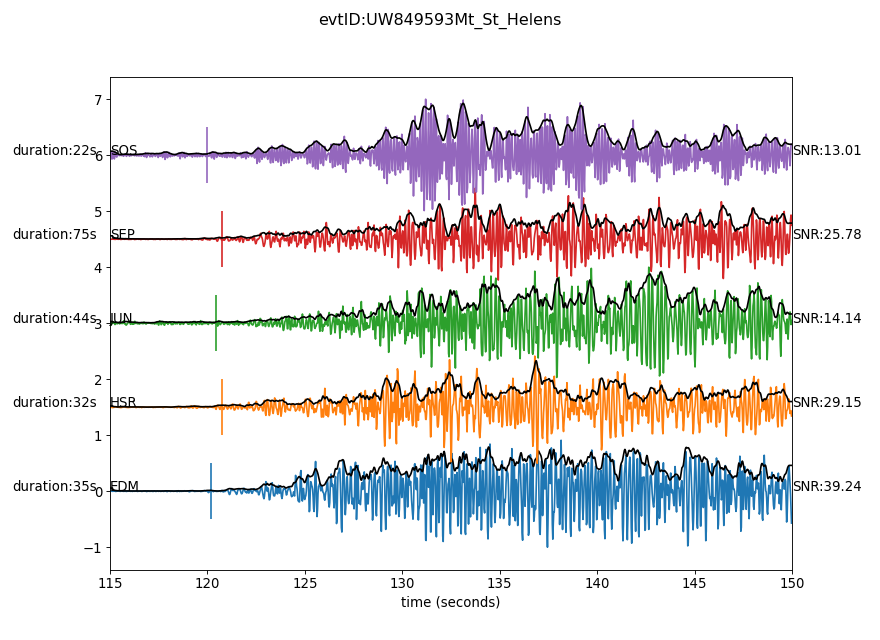 evtID:UW849593Mt_St_Helens
7
duration:22s SOS 6 SNR:13.01
5
duration:75s SEP SNR:25.78
4
duration:44s JUN 3 SNR:14.14
2
duration:32s HSR SNR:29.15
1
duration:35s EDM 0 SNR:39.24
−1
115 120 125 130 135 140 145 150
time (seconds)